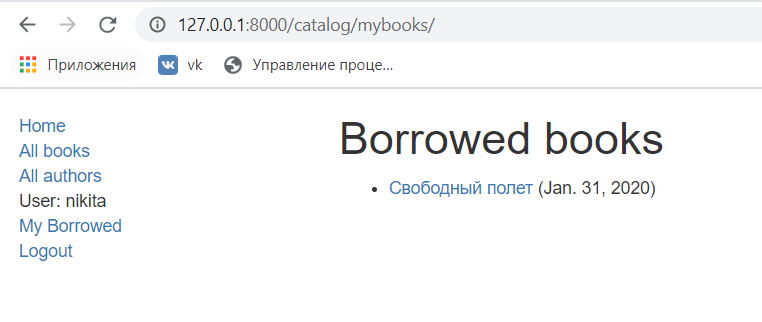 127.0.0.1:8000/catalog/mybooks/
Приложения vk Управление проце...
Home
All books
All authors
User: nikita
My Borrowed
Logout
Borrowed books
Свободный полет (Jan. 31, 2020)